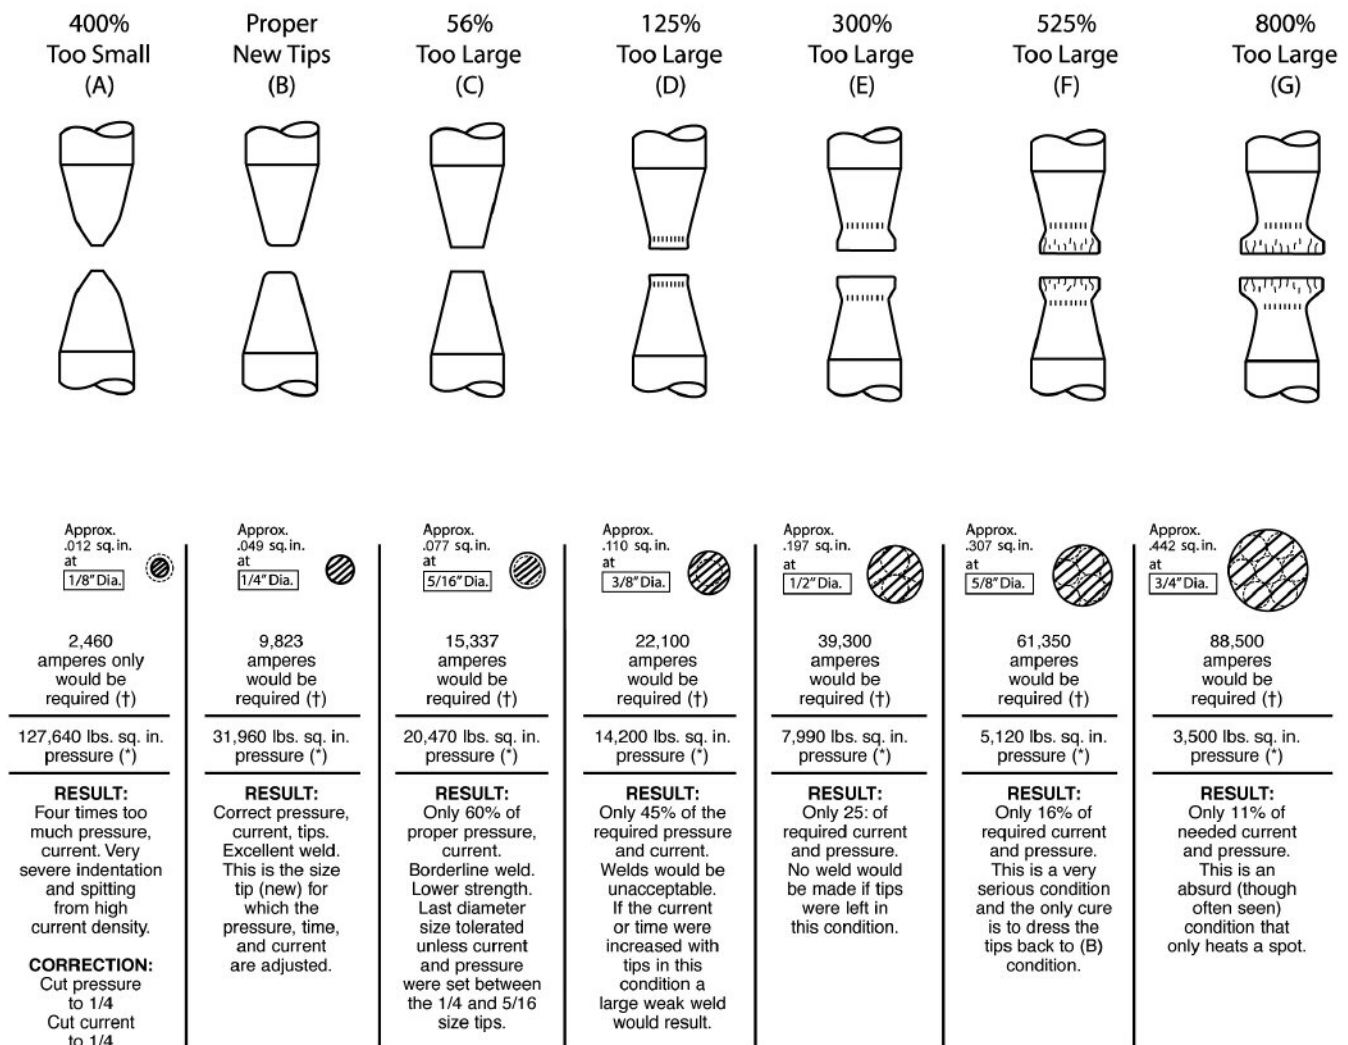 400%
Too Small
(A)
Proper
New Tips
(B)
56%
Too Large
(C)
125%
Too Large
(D)
300%
Too Large
(E)
525%
Too Large
(F)
800%
Too Large
(G)
Approx.
.012 sq. in.
at
1/8" Dia.
Approx.
.049 sq. in.
at
1/4" Dia.
Approx.
.077 sq. in.
at
5/16" Dia.
Approx.
.110 sq. in.
at
3/8" Dia.
Approx.
.197 sq. in.
at
1/2" Dia.
Approx.
.307 sq. in.
at
5/8" Dia.
Approx.
.442 sq. in.
at
3/4" Dia.
2,460
amperes only
would be
required (†)
9,823
amperes
would be
required (†)
15,337
amperes
would be
required (†)
22,100
amperes
would be
required (†)
39,300
amperes
would be
required (†)
61,350
amperes
would be
required (†)
88,500
amperes
would be
required (†)
127,640 lbs. sq. in.
pressure (*)
31,960 lbs. sq. in.
pressure (*)
20,470 lbs. sq. in.
pressure (*)
14,200 lbs. sq. in.
pressure (*)
7,990 lbs. sq. in.
pressure (*)
5,120 lbs. sq. in.
pressure (*)
3,500 lbs. sq. in.
pressure (*)
RESULT:
Four times too
much pressure,
current. Very
severe indentation
and spitting
from high
current density.
CORRECTION:
Cut pressure
to 1/4
Cut current
to 1/4
RESULT:
Correct pressure,
current, tips.
Excellent weld.
This is the size
tip (new) for
which the
pressure, time,
and current
are adjusted.
RESULT:
Only 60% of
proper pressure,
current.
Borderline weld.
Lower strength.
Last diameter
size tolerated
unless current
and pressure
were set between
the 1/4 and 5/16
size tips.
RESULT:
Only 45% of the
required pressure
and current.
Welds would be
unacceptable.
If the current
or time were
increased with
tips in this
condition a
large weak weld
would result.
RESULT:
Only 25: of
required current
and pressure.
No weld would
be made if tips
were left in
this condition.
RESULT:
Only 16% of
required current
and pressure.
This is a very
serious condition
and the only cure
is to dress the
tips back to (B)
condition.
RESULT:
Only 11% of
needed current
and pressure.
This is an
absurd (though
often seen)
condition that
only heats a spot.